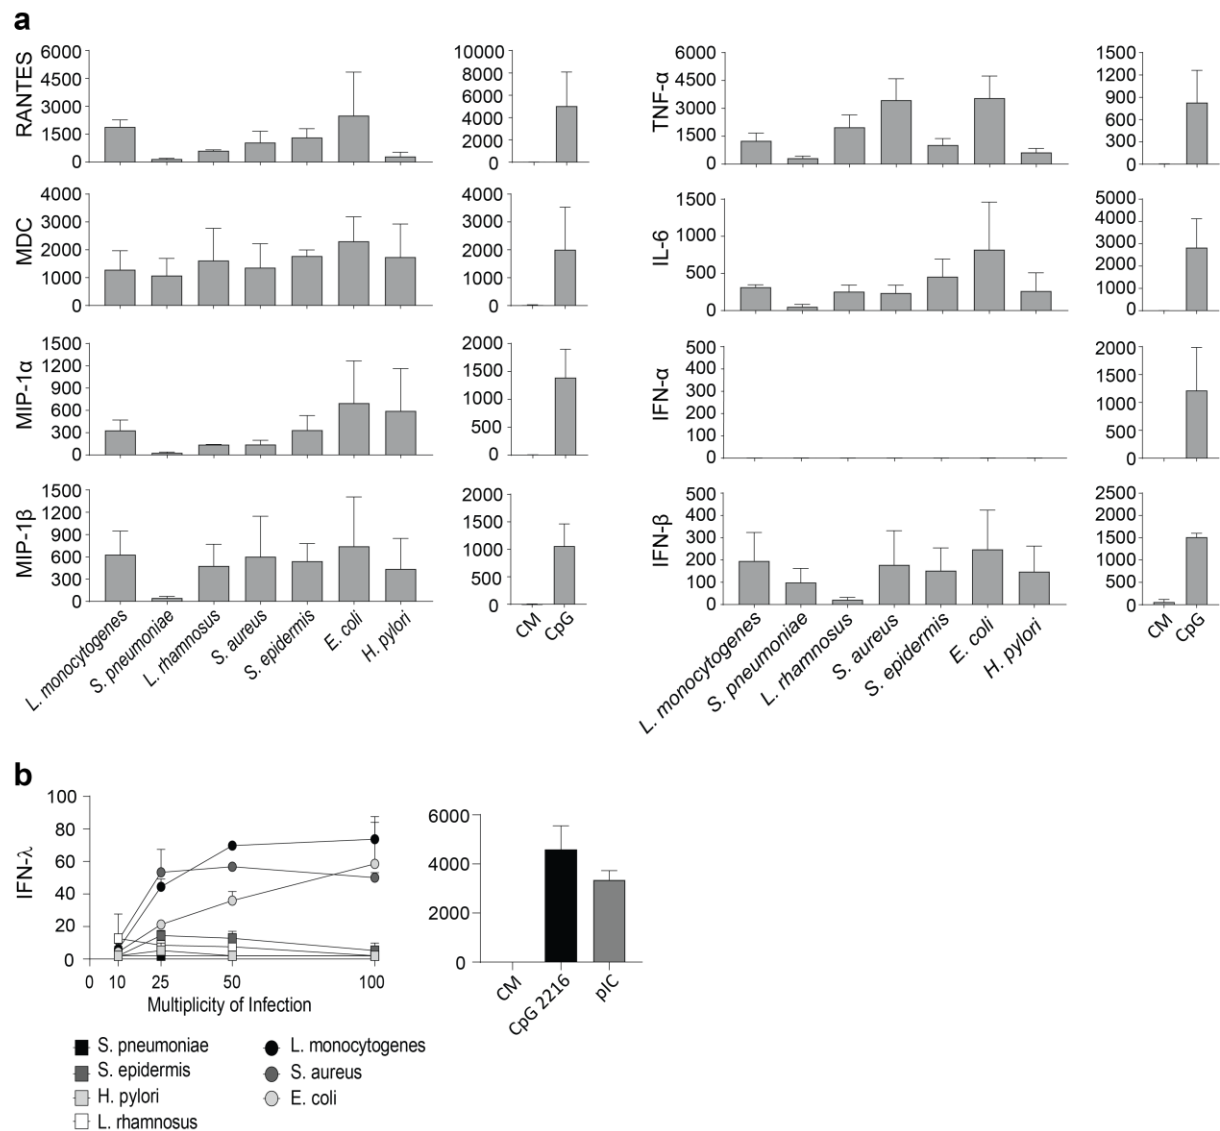 a
RANTES
6000
4500
3000
1500
0
10000
8000
6000
4000
2000
0
TNF-α
6000
4500
3000
1500
0
1500
1200
900
600
300
0
MDC
4000
3000
2000
1000
0
4000
3000
2000
1000
0
IL-6
1500
1000
500
0
5000
4000
3000
2000
1000
0
MIP-1α
1500
1200
900
600
300
0
2000
1500
1000
500
0
IFN-α
500
400
300
200
100
0
2000
1500
1000
500
0
MIP-1β
1500
1200
900
600
300
0
2000
1500
1000
500
0
IFN-β
500
400
300
200
100
0
2500
2000
1500
1000
500
0
L. monocytogenes
S. pneumoniae
L. rhamnosus
S. aureus
S. epidermis
E. coli
H. pylori
CM
CpG
L. monocytogenes
S. pneumoniae
L. rhamnosus
S. aureus
S. epidermis
E. coli
H. pylori
CM
CpG
b
IFN-λ
100
80
60
40
20
0
0 10 25 50 100
Multiplicity of Infection
6000
4000
2000
0
CM
CpG 2216
pIC
S. pneumoniae
S. epidermis
H. pylori
L. rhamnosus
L. monocytogenes
S. aureus
E. coli